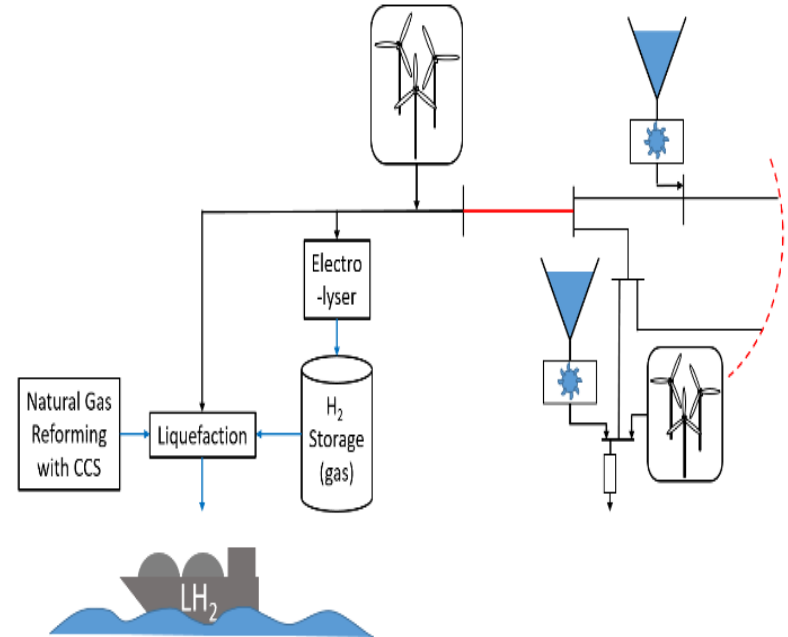 Electro
-lyser
Natural Gas
Reforming
with CCS
Liquefaction
H₂
Storage
(gas)
LH₂